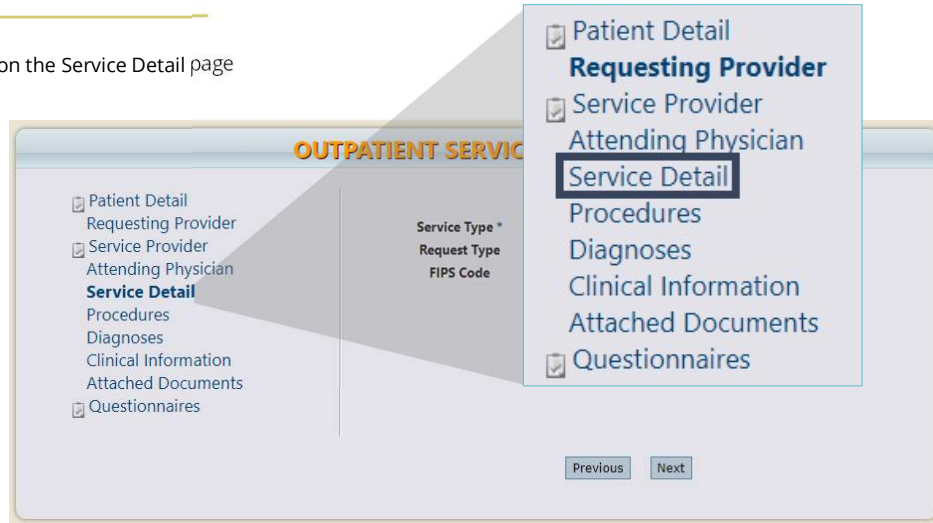 on the Service Detail page
OUTPATIENT SERVIC
Patient Detail
Requesting Provider
Service Provider
Attending Physician
Service Detail
Procedures
Diagnoses
Clinical Information
Attached Documents
Questionnaires
Service Type *
Request Type
FIPS Code
Patient Detail
Requesting Provider
Service Provider
Attending Physician
Service Detail
Procedures
Diagnoses
Clinical Information
Attached Documents
Questionnaires
Previous Next